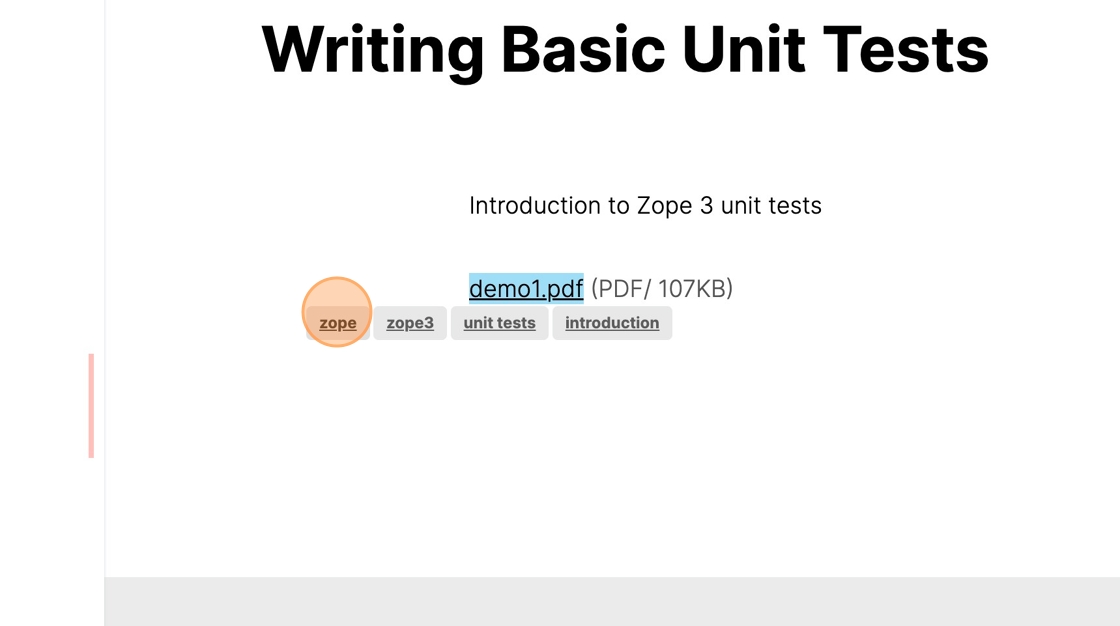 Writing Basic Unit Tests
Introduction to Zope 3 unit tests
demo1.pdf (PDF/ 107KB)
zope zope3 unit tests introduction